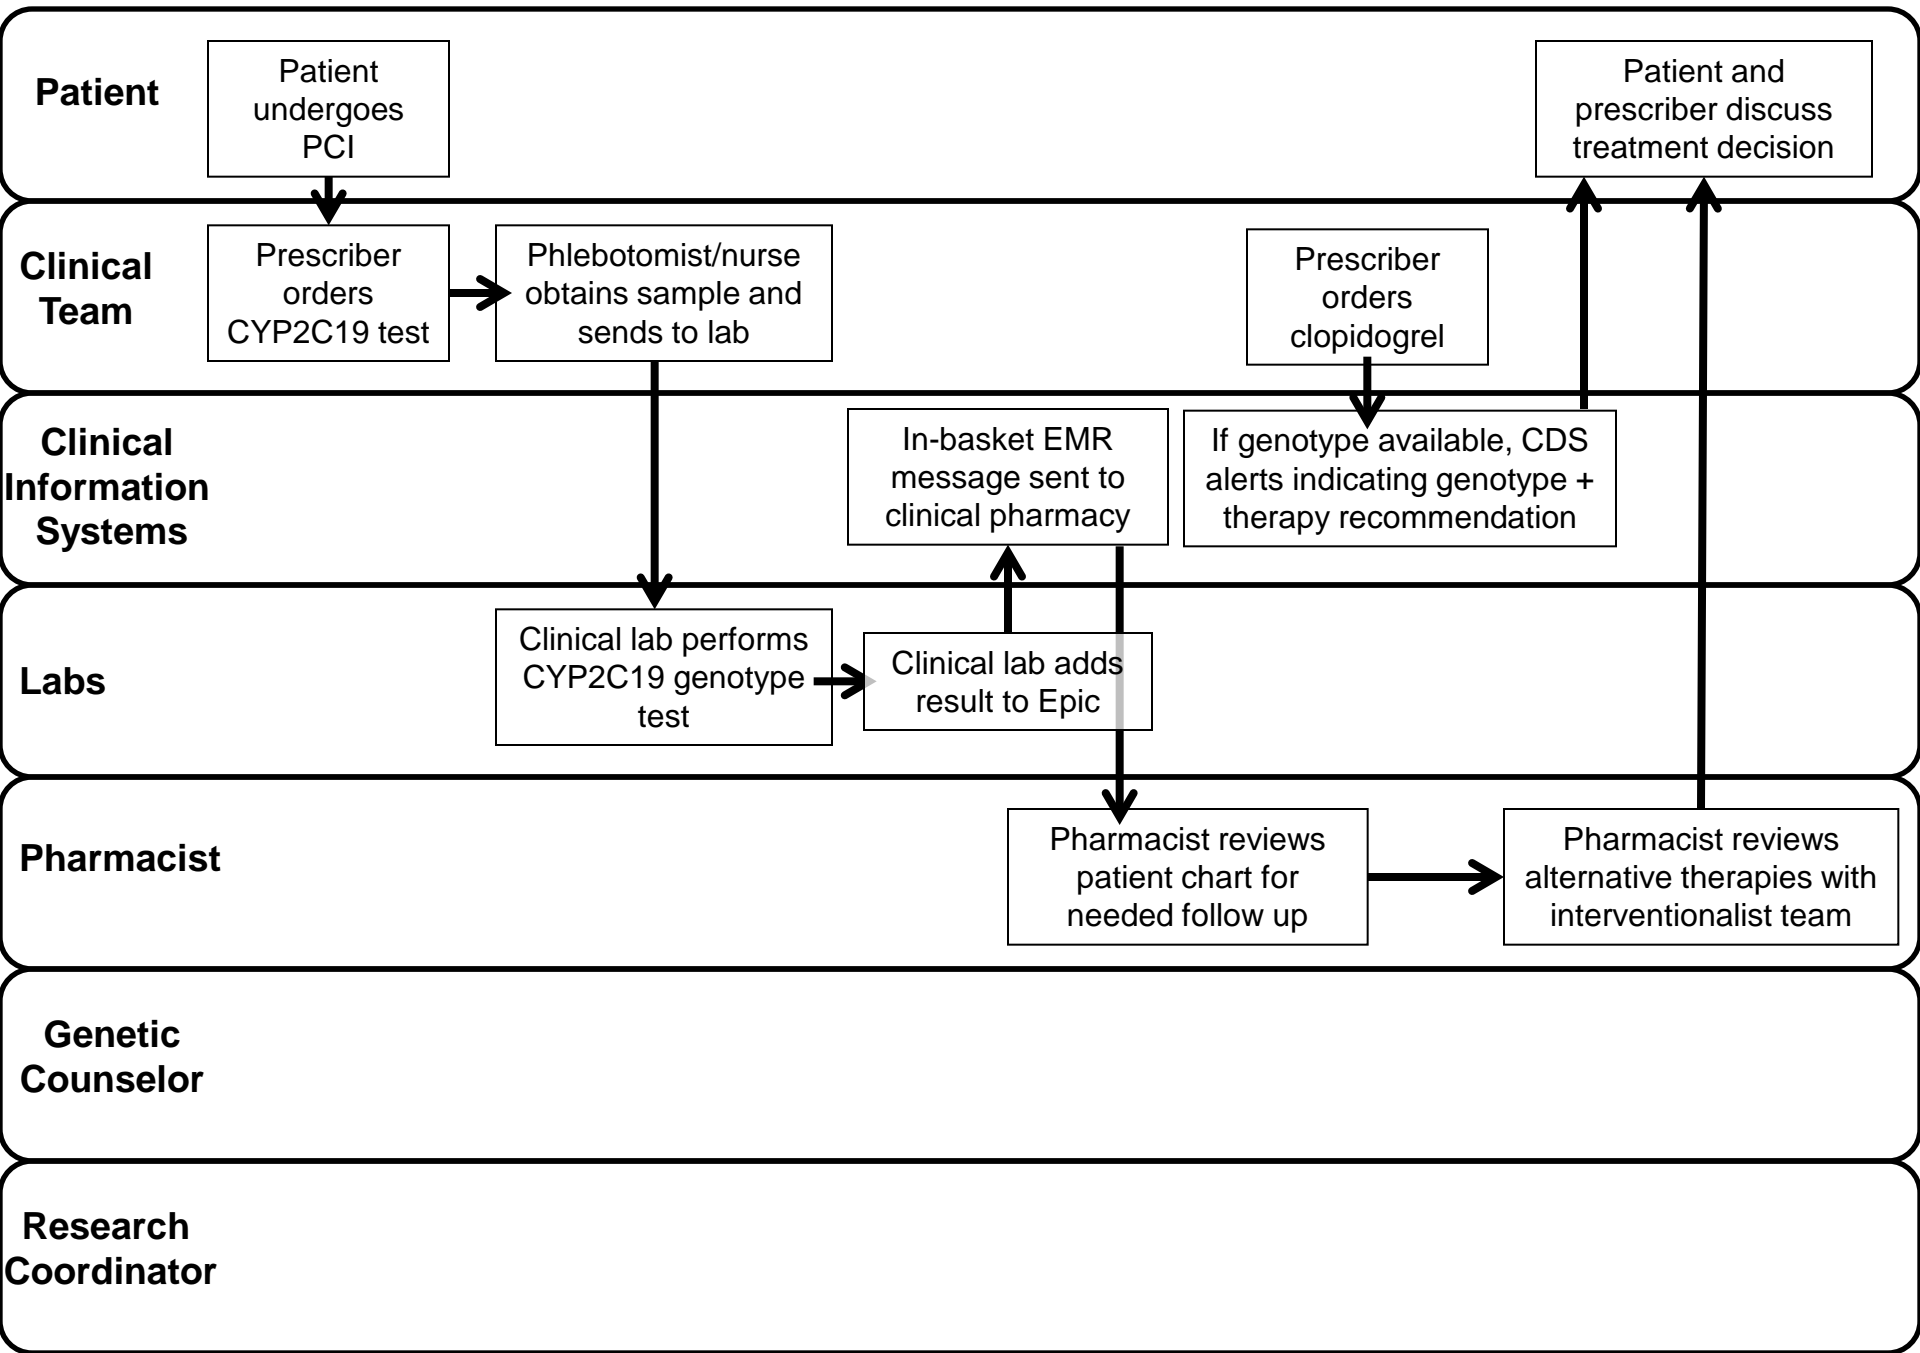 Patient
Patient
undergoes
PCI
Patient and
prescriber discuss
treatment decision
Clinical
Team
Prescriber
orders
CYP2C19 test
Phlebotomist/nurse
obtains sample and
sends to lab
Prescriber
orders
clopidogrel
Clinical
Information
Systems
In-basket EMR
message sent to
clinical pharmacy
If genotype available, CDS
alerts indicating genotype +
therapy recommendation
Labs
Clinical lab performs
CYP2C19 genotype
test
Clinical lab adds
result to Epic
Pharmacist
Pharmacist reviews
patient chart for
needed follow up
Pharmacist reviews
alternative therapies with
interventionalist team
Genetic
Counselor
Research
Coordinator